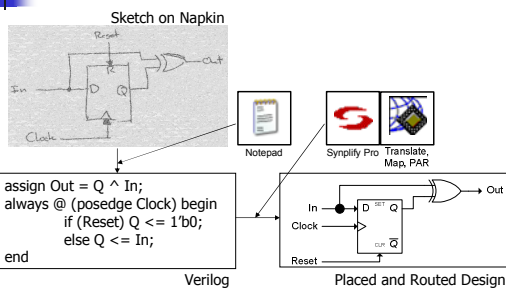 Sketch on Napkin
Reset
R
In
D
Q
Out
Clock
Notepad
Synplify Pro
Translate,
Map, PAR
assign Out = Q ^ In;
always @ (posedge Clock) begin
if (Reset) Q <= 1'b0;
else Q <= In;
end
Verilog
Out
In
D
SET
Q
Clock
CLR
Q
Reset
Placed and Routed Design